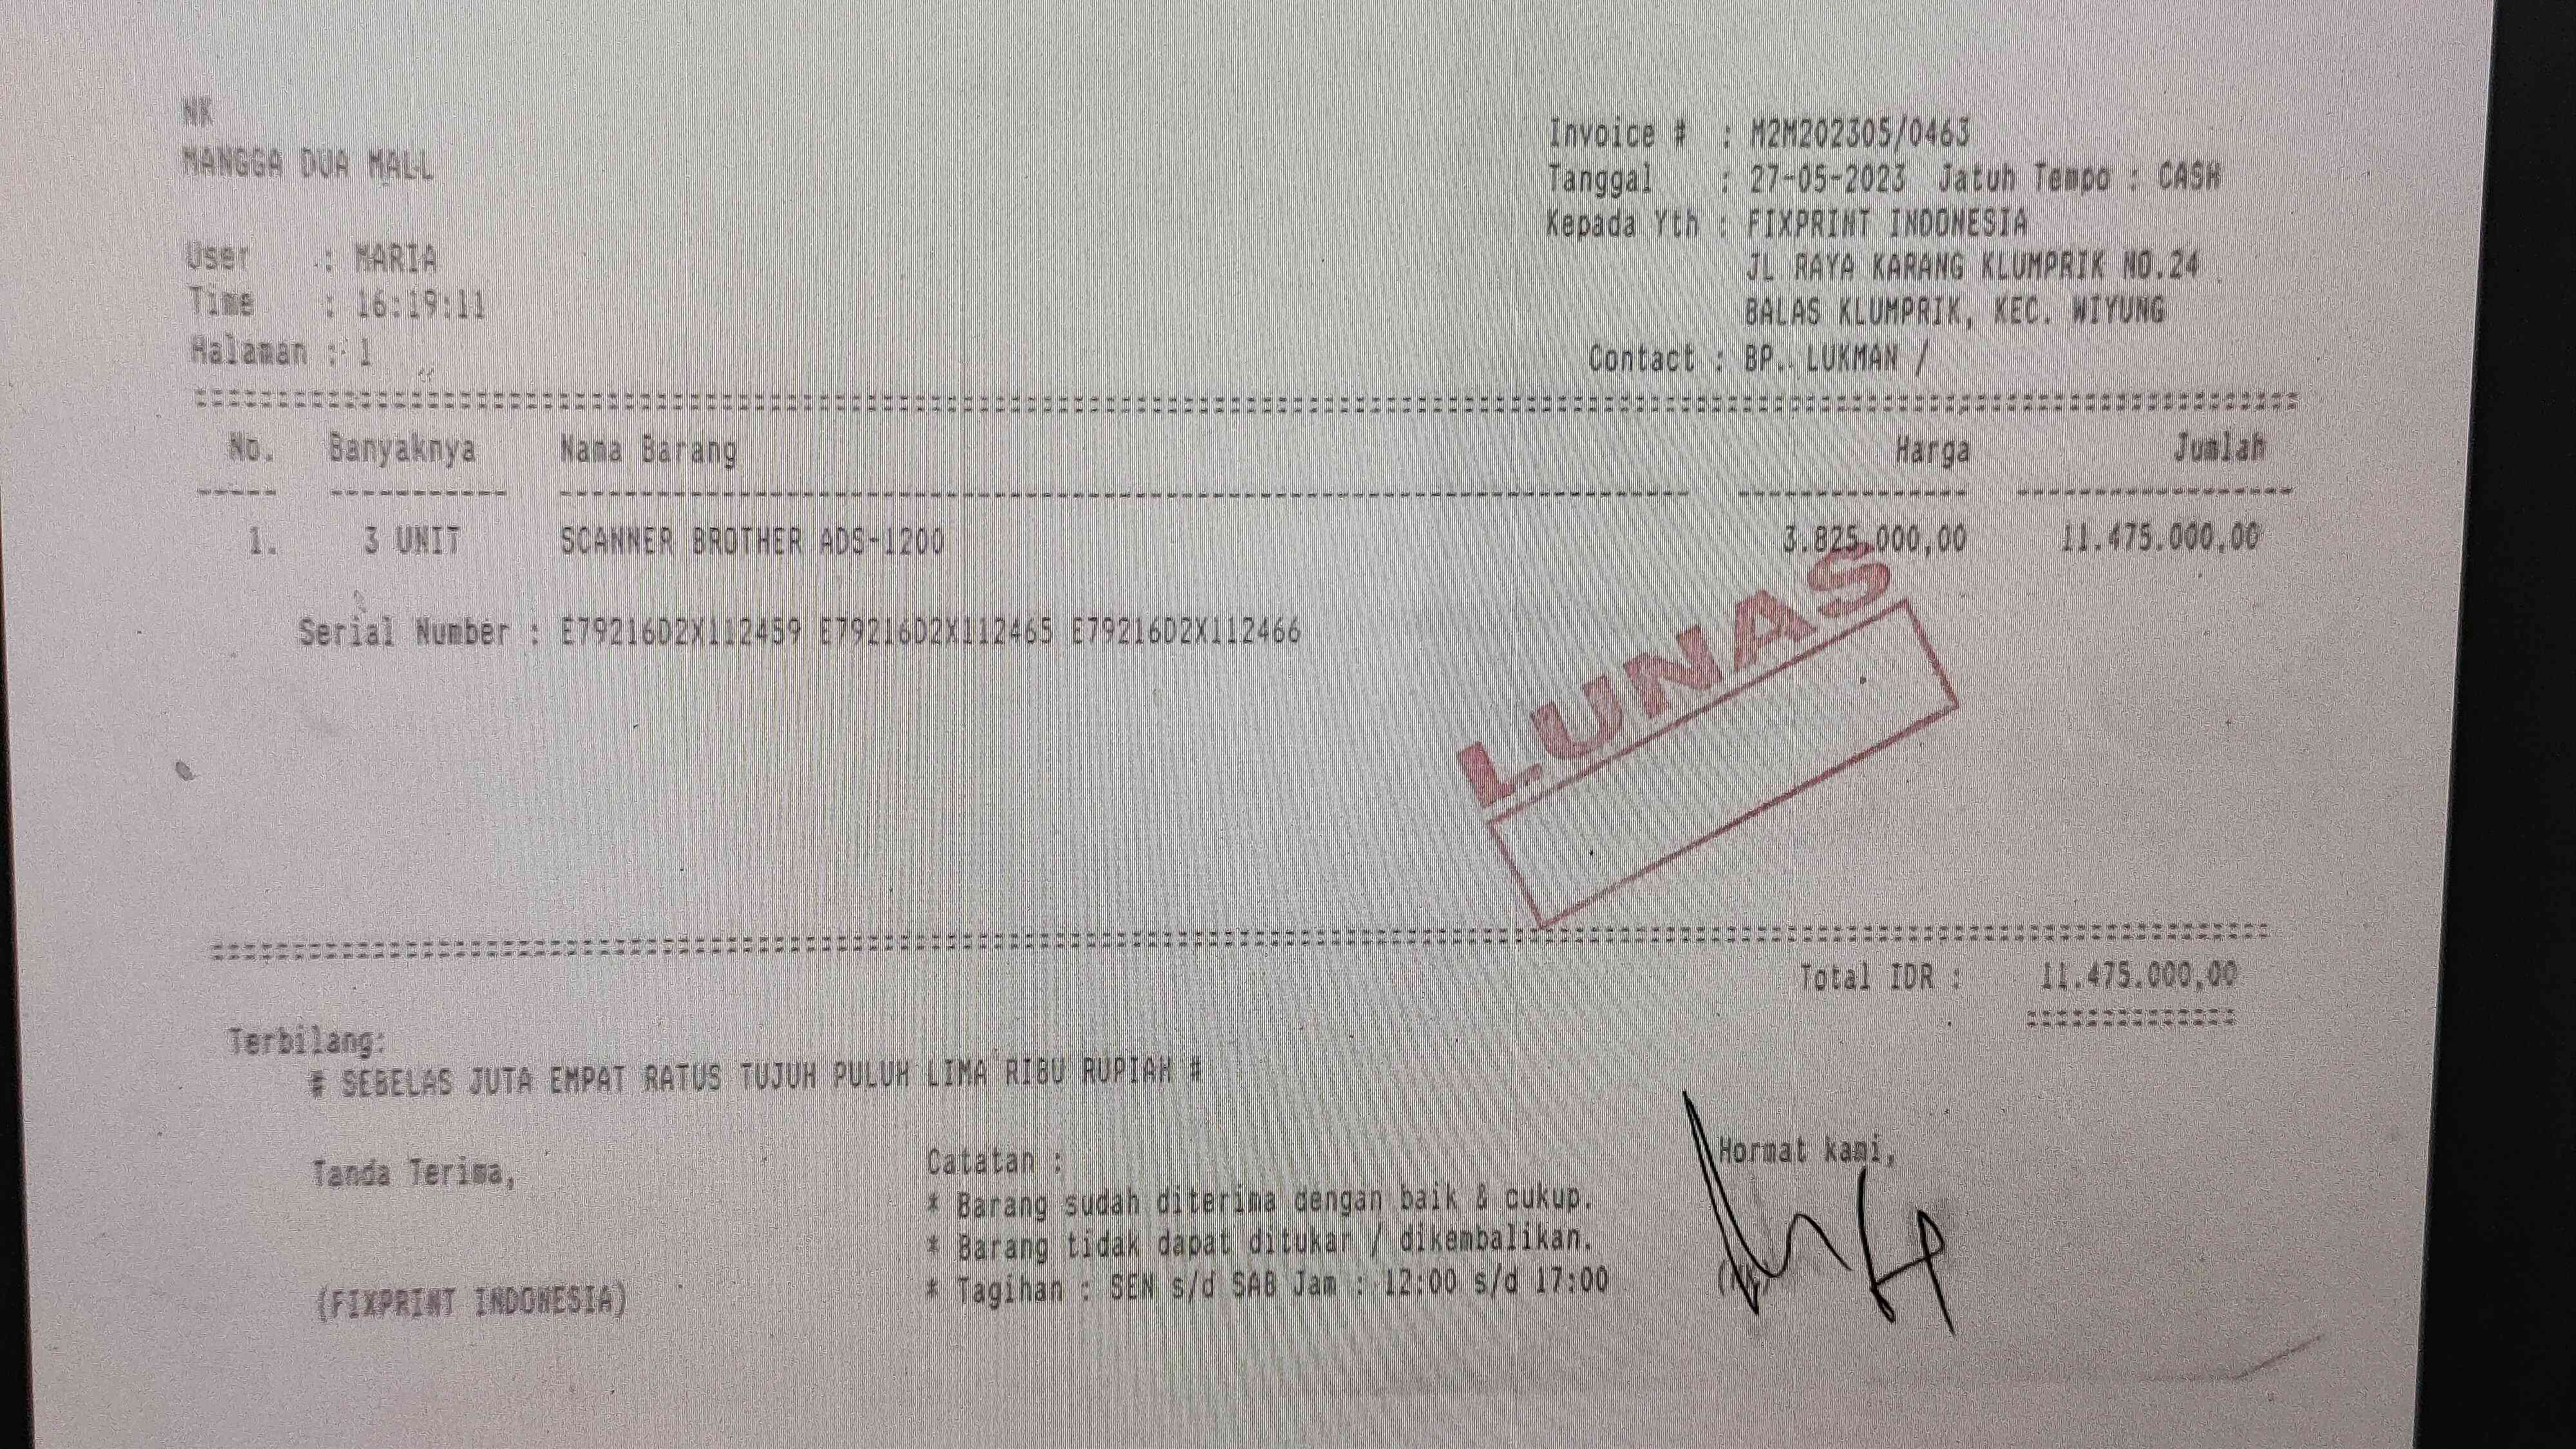 NK
MANGGA DUA MALL
User : MARIA
Time : 16:19:11
Halaman : 1
Invoice # : M2M202305/0463
Tanggal : 27-05-2023 Jatuh Tempo : CASH
Kepada Yth : FIXPRINT INDONESIA
JL RAYA KARANG KLUMPRIK NO.24
BALAS KLUMPRIK, KEC. WIYUNG
Contact : BP. LUKMAN /
No. Banyaknya Nama Barang Harga Jumlah
1. 3 UNIT SCANNER BROTHER ADS-1200 3.825.000,00 11.475.000,00
Serial Number : E79216D2X112459 E79216D2X112465 E79216D2X112466
LUNAS
Total IDR : 11.475.000,00
Terbilang:
# SEBELAS JUTA EMPAT RATUS TUJUH PULUH LIMA RIBU RUPIAH #
Tanda Terima,
(FIXPRINT INDONESIA)
Catatan :
* Barang sudah diterima dengan baik & cukup.
* Barang tidak dapat ditukar / dikembalikan.
* Tagihan : SEN s/d SAB Jam : 12:00 s/d 17:00
Hormat kami,